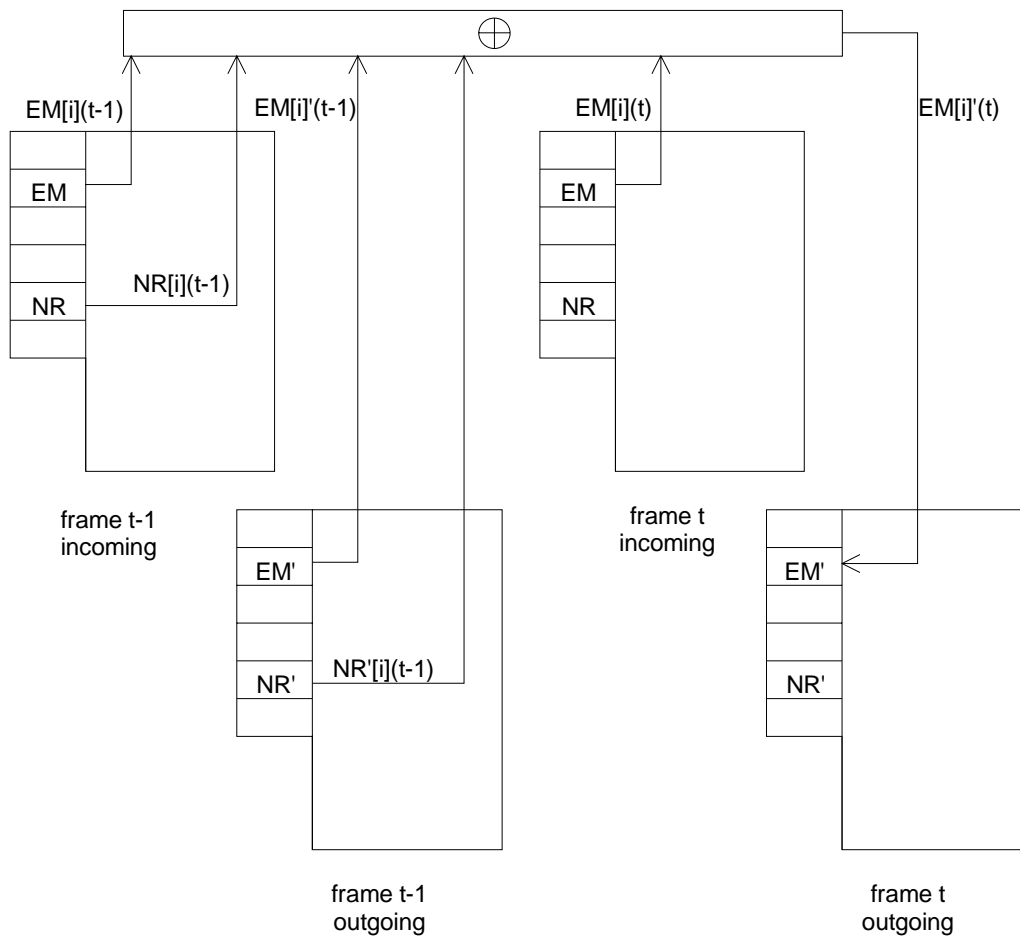 EM[i](t-1)
EM[i]'(t-1)
EM[i](t)
EM[i]'(t)
EM
NR[i](t-1)
NR
EM
NR
frame t-1
incoming
frame t
incoming
EM'
NR'[i](t-1)
NR'
EM'
NR'
frame t-1
outgoing
frame t
outgoing